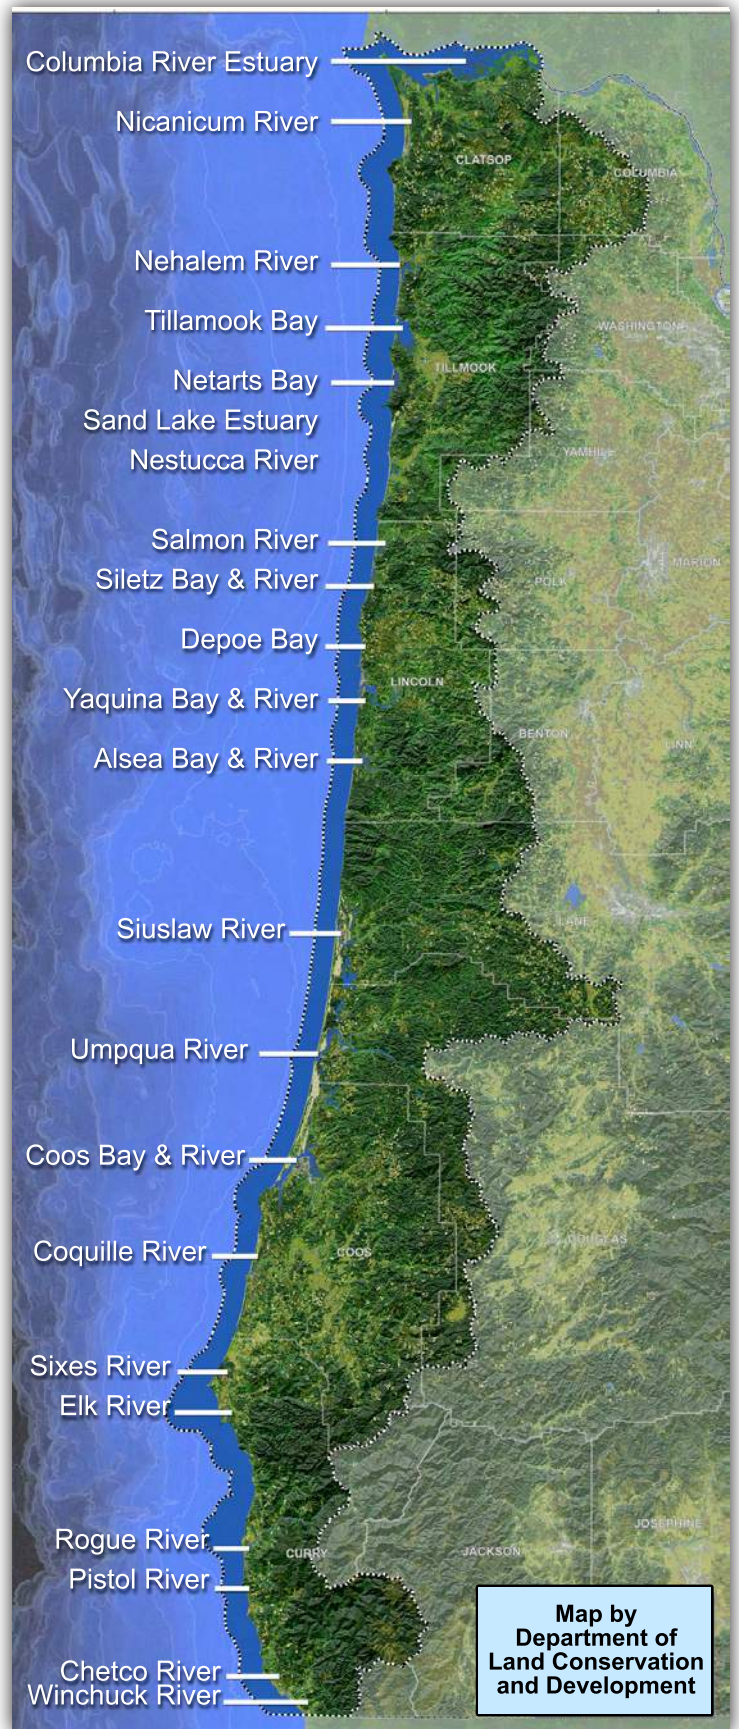 Columbia River Estuary
Nicanicum River
CLATSOP
COLUMBIA
Nehalem River
Tillamook Bay
WASHINGTON
TILLMOOK
Netarts Bay
Sand Lake Estuary
YAMHILL
Nestucca River
Salmon River
MARION
Siletz Bay & River
POLK
Depoe Bay
LINCOLN
Yaquina Bay & River
BENTON
LINN
Alsea Bay & River
LANE
Siuslaw River
Umpqua River
Coos Bay & River
DOUGLAS
Coquille River
COOS
Sixes River
Elk River
JOSEPHINE
Rogue River
CURRY
JACKSON
Pistol River
Map by
Department of
Land Conservation
and Development
Chetco River
Winchuck River